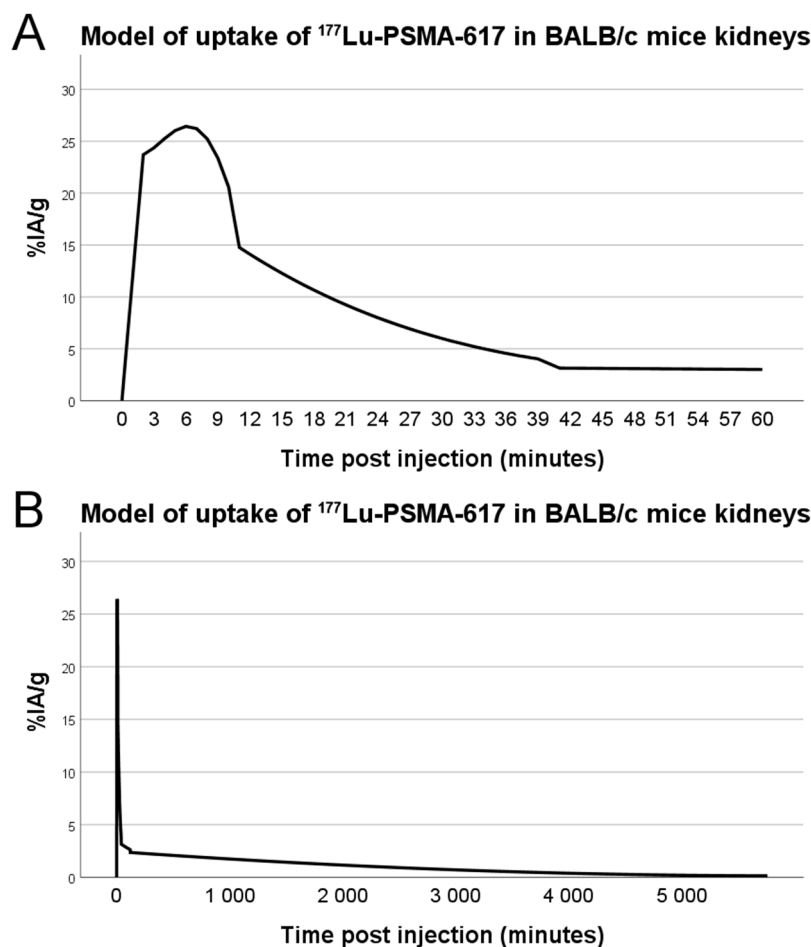 A
Model of uptake of ¹⁷⁷Lu-PSMA-617 in BALB/c mice kidneys
30
25
20
15
10
5
0
%IA/g
0 3 6 9 12 15 18 21 24 27 30 33 36 39 42 45 48 51 54 57 60
Time post injection (minutes)
B
Model of uptake of ¹⁷⁷Lu-PSMA-617 in BALB/c mice kidneys
30
25
20
15
10
5
0
%IA/g
0 1 000 2 000 3 000 4 000 5 000
Time post injection (minutes)